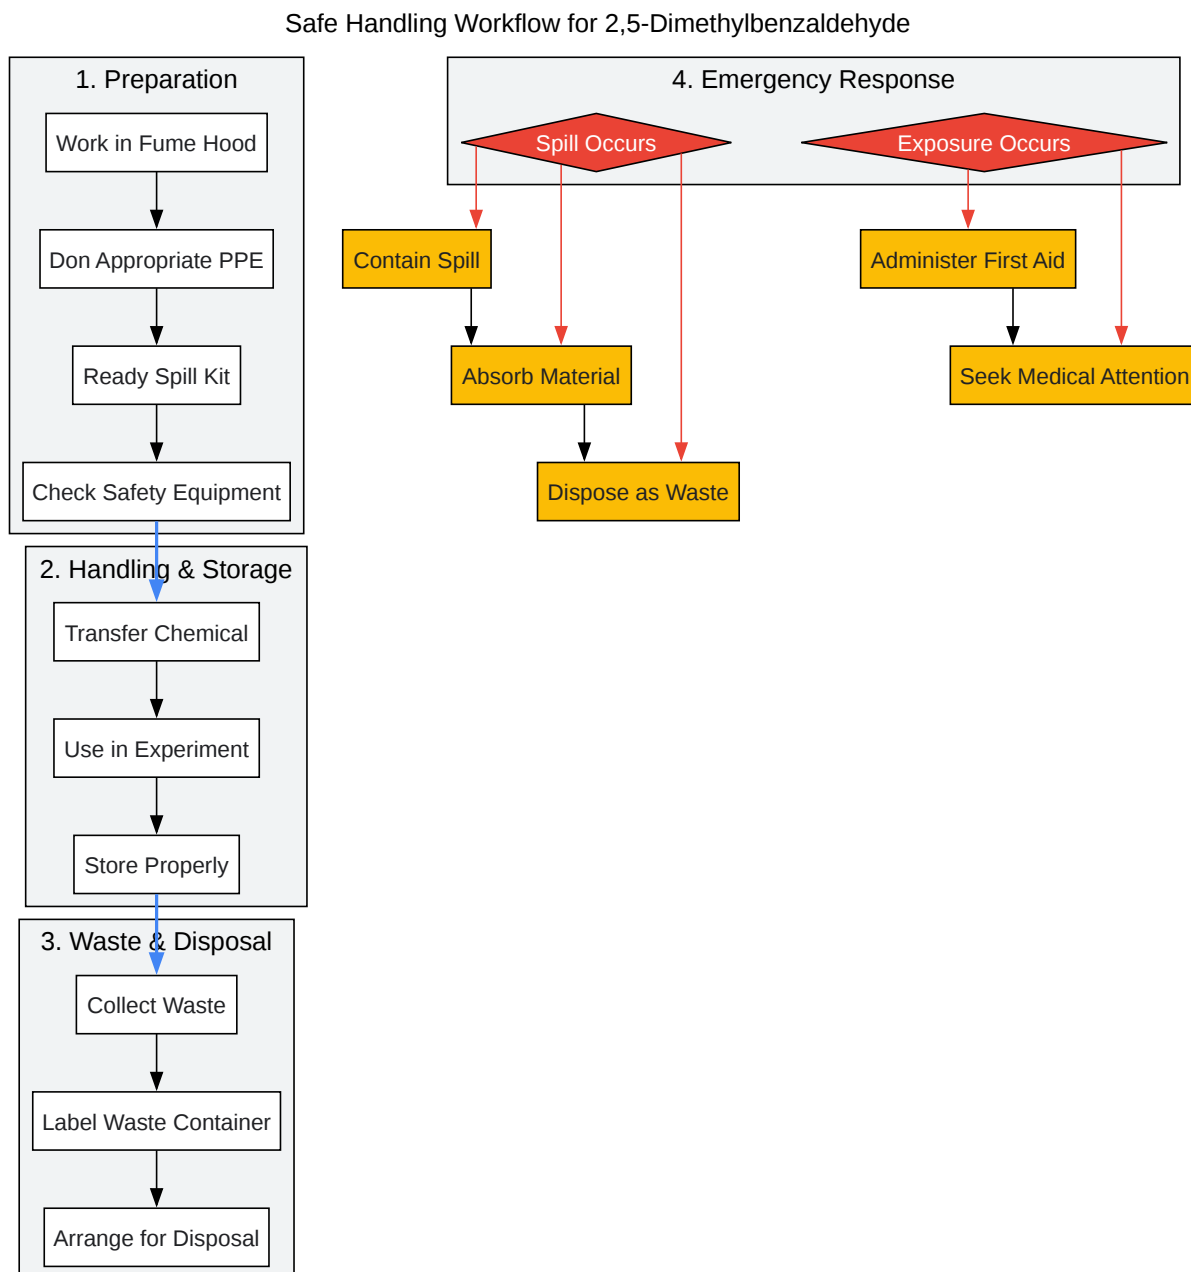 Safe Handling Workflow for 2,5-Dimethylbenzaldehyde
1. Preparation
Work in Fume Hood
Don Appropriate PPE
Ready Spill Kit
Check Safety Equipment
2. Handling & Storage
Transfer Chemical
Use in Experiment
Store Properly
3. Waste & Disposal
Collect Waste
Label Waste Container
Arrange for Disposal
4. Emergency Response
Spill Occurs
Contain Spill
Absorb Material
Dispose as Waste
Exposure Occurs
Administer First Aid
Seek Medical Attention